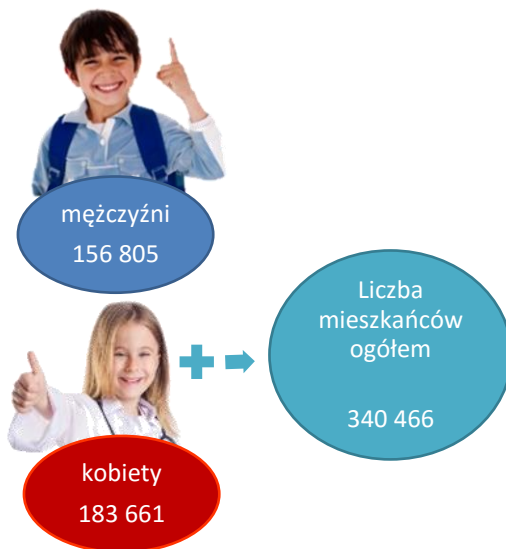 mężczyźni
156 805
Liczba
mieszkańców
ogółem
340 466
kobiety
183 661